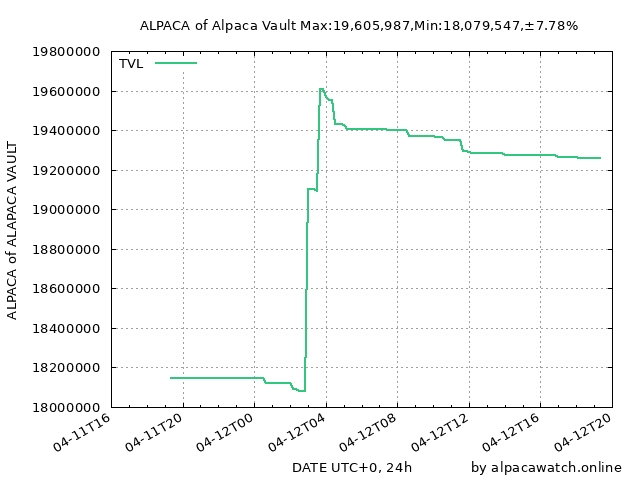 ALPACA of Alpaca Vault Max:19,605,987,Min:18,079,547,±7.78%
TVL
ALPACA of ALAPACA VAULT
19800000
19600000
19400000
19200000
19000000
18800000
18600000
18400000
18200000
18000000
04-11T16
04-11T20
04-12T00
04-12T04
04-12T08
04-12T12
04-12T16
04-12T20
DATE UTC+0, 24h
by alpacawatch.online